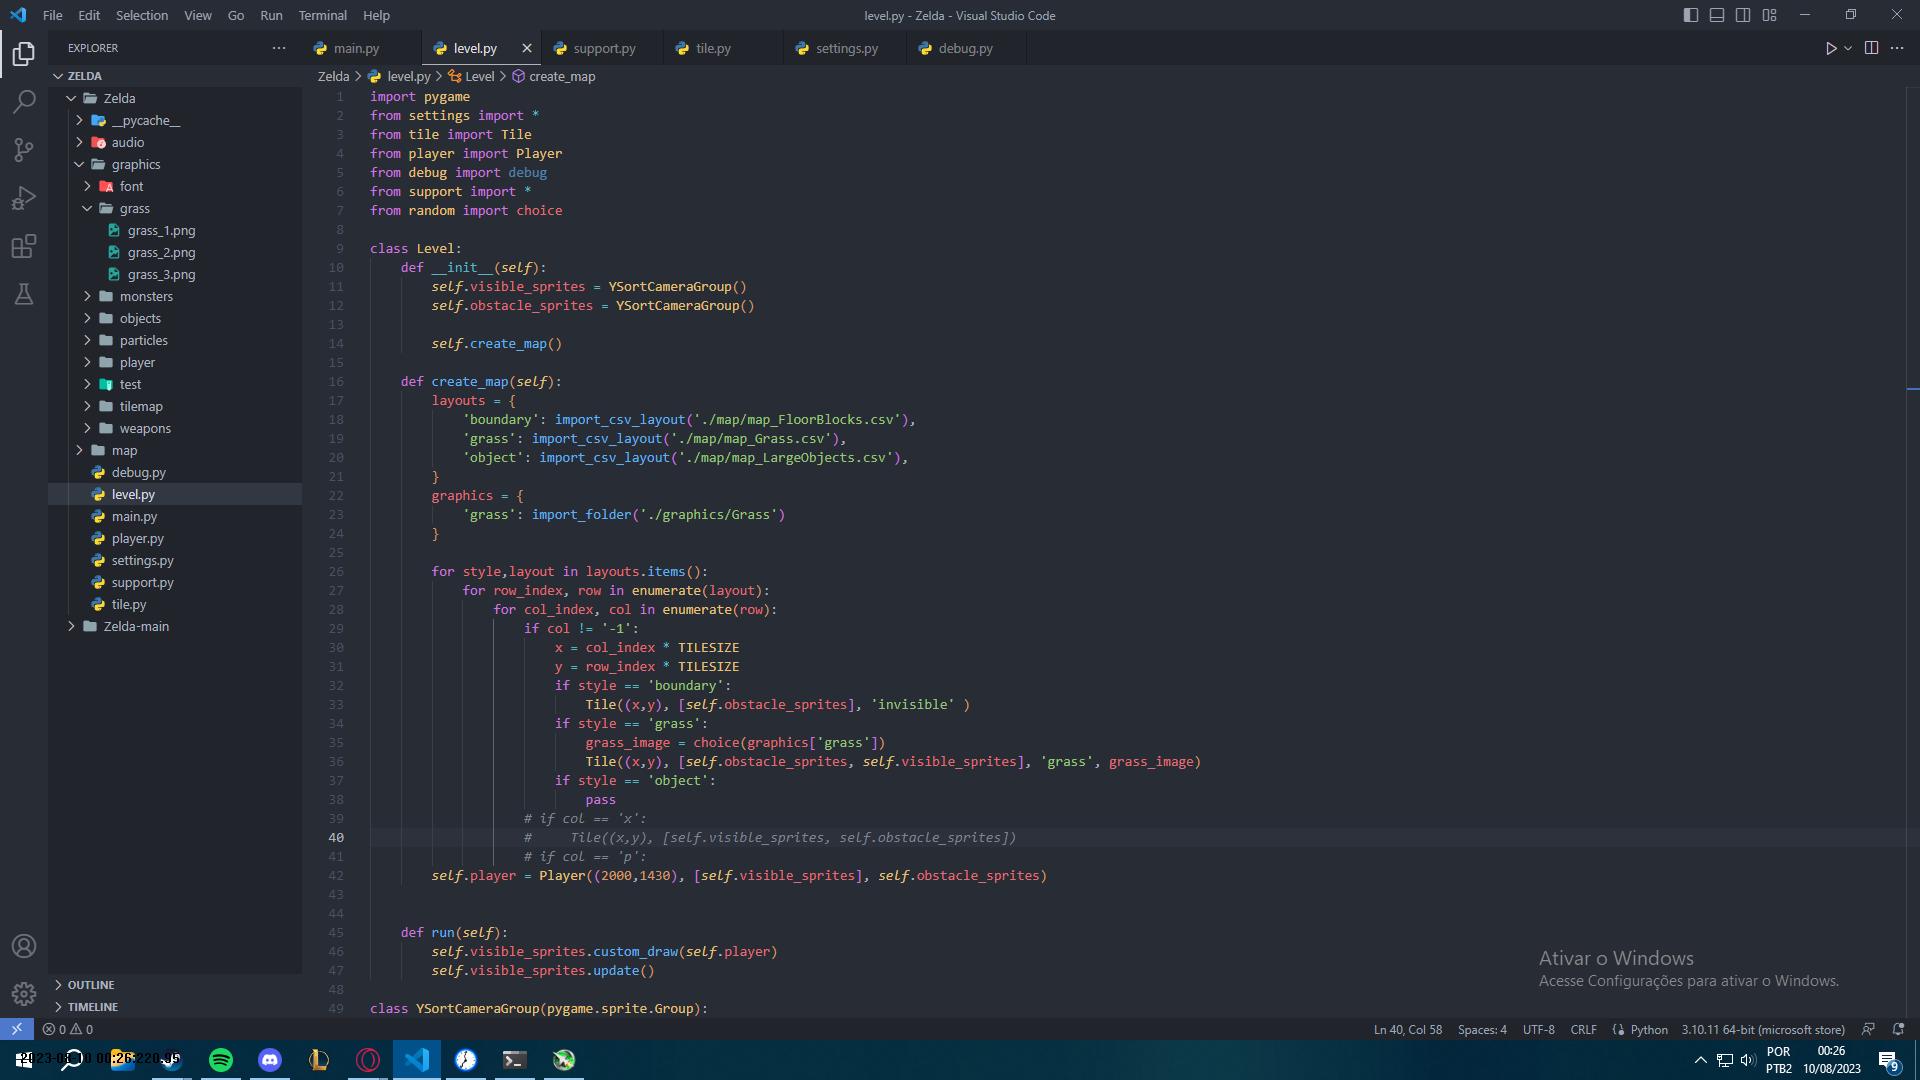 File Edit Selection View Go Run Terminal Help
level.py - Zelda - Visual Studio Code
EXPLORER
main.py
level.py
support.py
tile.py
settings.py
debug.py
ZELDA
Zelda
__pycache__
audio
graphics
font
grass
grass_1.png
grass_2.png
grass_3.png
monsters
objects
particles
player
test
tilemap
weapons
map
debug.py
level.py
main.py
player.py
settings.py
support.py
tile.py
Zelda-main
OUTLINE
TIMELINE
Zelda > level.py > Level > create_map
1 import pygame
2 from settings import *
3 from tile import Tile
4 from player import Player
5 from debug import debug
6 from support import *
7 from random import choice
8
9 class Level:
10 def __init__(self):
11 self.visible_sprites = YSortCameraGroup()
12 self.obstacle_sprites = YSortCameraGroup()
13
14 self.create_map()
15
16 def create_map(self):
17 layouts = {
18 'boundary': import_csv_layout('./map/map_FloorBlocks.csv'),
19 'grass': import_csv_layout('./map/map_Grass.csv'),
20 'object': import_csv_layout('./map/map_LargeObjects.csv'),
21 }
22 graphics = {
23 'grass': import_folder('./graphics/Grass')
24 }
25
26 for style,layout in layouts.items():
27 for row_index, row in enumerate(layout):
28 for col_index, col in enumerate(row):
29 if col != '-1':
30 x = col_index * TILESIZE
31 y = row_index * TILESIZE
32 if style == 'boundary':
33 Tile((x,y), [self.obstacle_sprites], 'invisible' )
34 if style == 'grass':
35 grass_image = choice(graphics['grass'])
36 Tile((x,y), [self.obstacle_sprites, self.visible_sprites], 'grass', grass_image)
37 if style == 'object':
38 pass
39 # if col == 'x':
40 #     Tile((x,y), [self.visible_sprites, self.obstacle_sprites])
41 # if col == 'p':
42 self.player = Player((2000,1430), [self.visible_sprites], self.obstacle_sprites)
43
44
45 def run(self):
46 self.visible_sprites.custom_draw(self.player)
47 self.visible_sprites.update()
48
49 class YSortCameraGroup(pygame.sprite.Group):
Ativar o Windows
Acesse Configurações para ativar o Windows.
0 0
Ln 40, Col 58 Spaces: 4 UTF-8 CRLF Python 3.10.11 64-bit (microsoft store)
POR
PTB2
00:26
10/08/2023
9